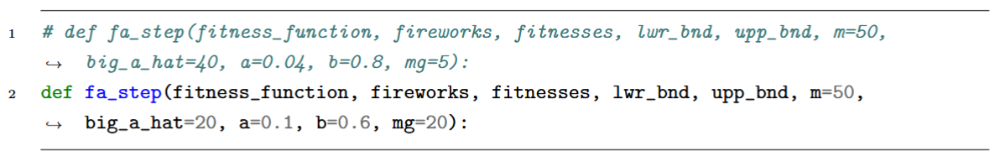 1 # def fa_step(fitness_function, fireworks, fitnesses, lwr_bnd, upp_bnd, m=50,
↪ big_a_hat=40, a=0.04, b=0.8, mg=5):
2 def fa_step(fitness_function, fireworks, fitnesses, lwr_bnd, upp_bnd, m=50,
↪ big_a_hat=20, a=0.1, b=0.6, mg=20):